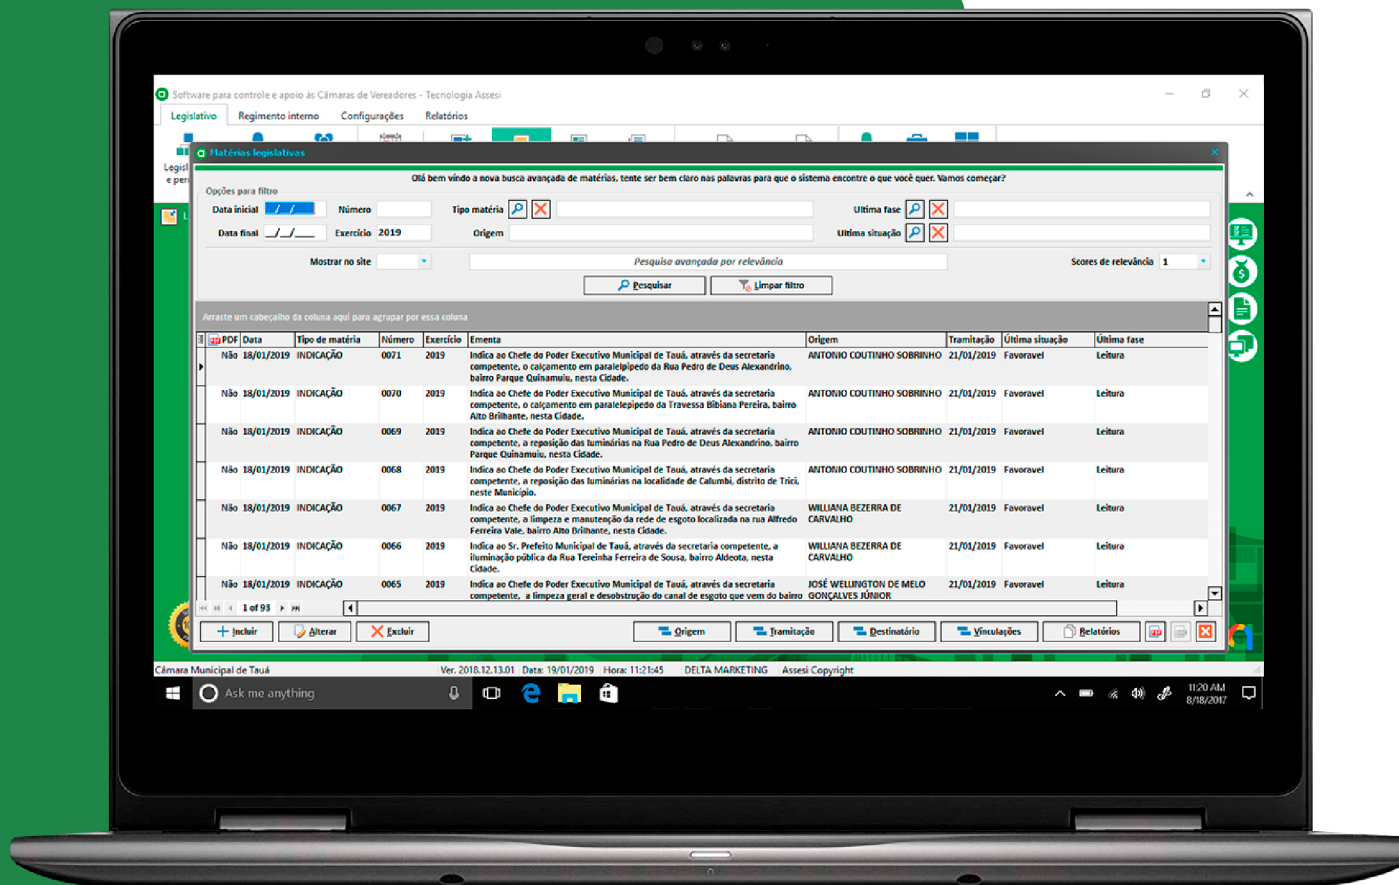 Software para controle e apoio às Câmaras de Vereadores - Tecnologia Assesi
Legislativo Regimento interno Configurações Relatórios
Matérias legislativas
Olá bem vindo a nova busca avançada de matérias, tente ser bem claro nas palavras para que o sistema encontre o que você quer. Vamos começar?
Opções para filtro
Data inicial _/_/_ Número Tipo matéria Ultima fase
Data final __/_/___ Exercício 2019 Origem Ultima situação
Mostrar no site Pesquisa avançada por relevância Scores de relevância 1
Pesquisar Limpar filtro
Arraste um cabeçalho da coluna aqui para agrupar por essa coluna
PDF Data Tipo de matéria Número Exercício Ementa Origem Tramitação Última situação Última fase
Não 18/01/2019 INDICAÇÃO 0071 2019 Indica ao Chefe do Poder Executivo Municipal de Tauá, através da secretaria ANTONIO COUTINHO SOBRINHO 21/01/2019 Favoravel Leitura
competente, o calçamento em paralelpipedo da Rua Pedro de Deus Alexandrino,
bairro Parque Quinamuiu, nesta Cidade.
Não 18/01/2019 INDICAÇÃO 0070 2019 Indica ao Chefe do Poder Executivo Municipal de Tauá, através da secretaria ANTONIO COUTINHO SOBRINHO 21/01/2019 Favoravel Leitura
competente, o calçamento em paralelepipedo da Travessa Bibiana Pereira, bairro
Alto Brilhante, nesta Cidade.
Não 18/01/2019 INDICAÇÃO 0069 2019 Indica ao Chefe do Poder Executivo Municipal de Tauá, através da secretaria ANTONIO COUTINHO SOBRINHO 21/01/2019 Favoravel Leitura
competente, a reposição das luminárias na Rua Pedro de Deus Alexandrino, bairro
Parque Quinamuiu, nesta Cidade.
Não 18/01/2019 INDICAÇÃO 0068 2019 Indica ao Chefe do Poder Executivo Municipal de Tauá, através da secretaria ANTONIO COUTINHO SOBRINHO 21/01/2019 Favoravel Leitura
competente, a reposição das luminárias na localidade de Calumbi, distrito de Trici,
neste Município.
Não 18/01/2019 INDICAÇÃO 0067 2019 Indica ao Chefe do Poder Executivo Municipal de Tauá, através da secretaria WILLIANA BEZERRA DE 21/01/2019 Favoravel Leitura
competente, a limpeza e manutenção da rede de esgoto localizada na rua Alfredo CARVALHO
Ferreira Vale, bairro Alto Brilhante, nesta Cidade.
Não 18/01/2019 INDICAÇÃO 0066 2019 Indica ao Sr. Prefeito Municipal de Tauá, através da secretaria competente, a WILLIANA BEZERRA DE 21/01/2019 Favoravel Leitura
iluminação pública da Rua Tereinha Ferreira de Sousa, bairro Aldeota, nesta CARVALHO
Cidade.
Não 18/01/2019 INDICAÇÃO 0065 2019 Indica ao Chefe do Poder Executivo Municipal de Tauá, através da secretaria JOSÉ WELLINGTON DE MELO 21/01/2019 Favoravel Leitura
competente, a limpeza geral e desobstrução do canal de esgoto que vem do bairro GONÇALVES JÚNIOR
1 of 93
Incluir Alterar Excluir Origem Tramitação Destinatário Vinculações Relatórios
Câmara Municipal de Tauá Ver. 2018.12.13.01 Data: 19/01/2019 Hora: 11:21:45 DELTA MARKETING Assesi Copyright
Ask me anything 11:20 AM
8/18/2017